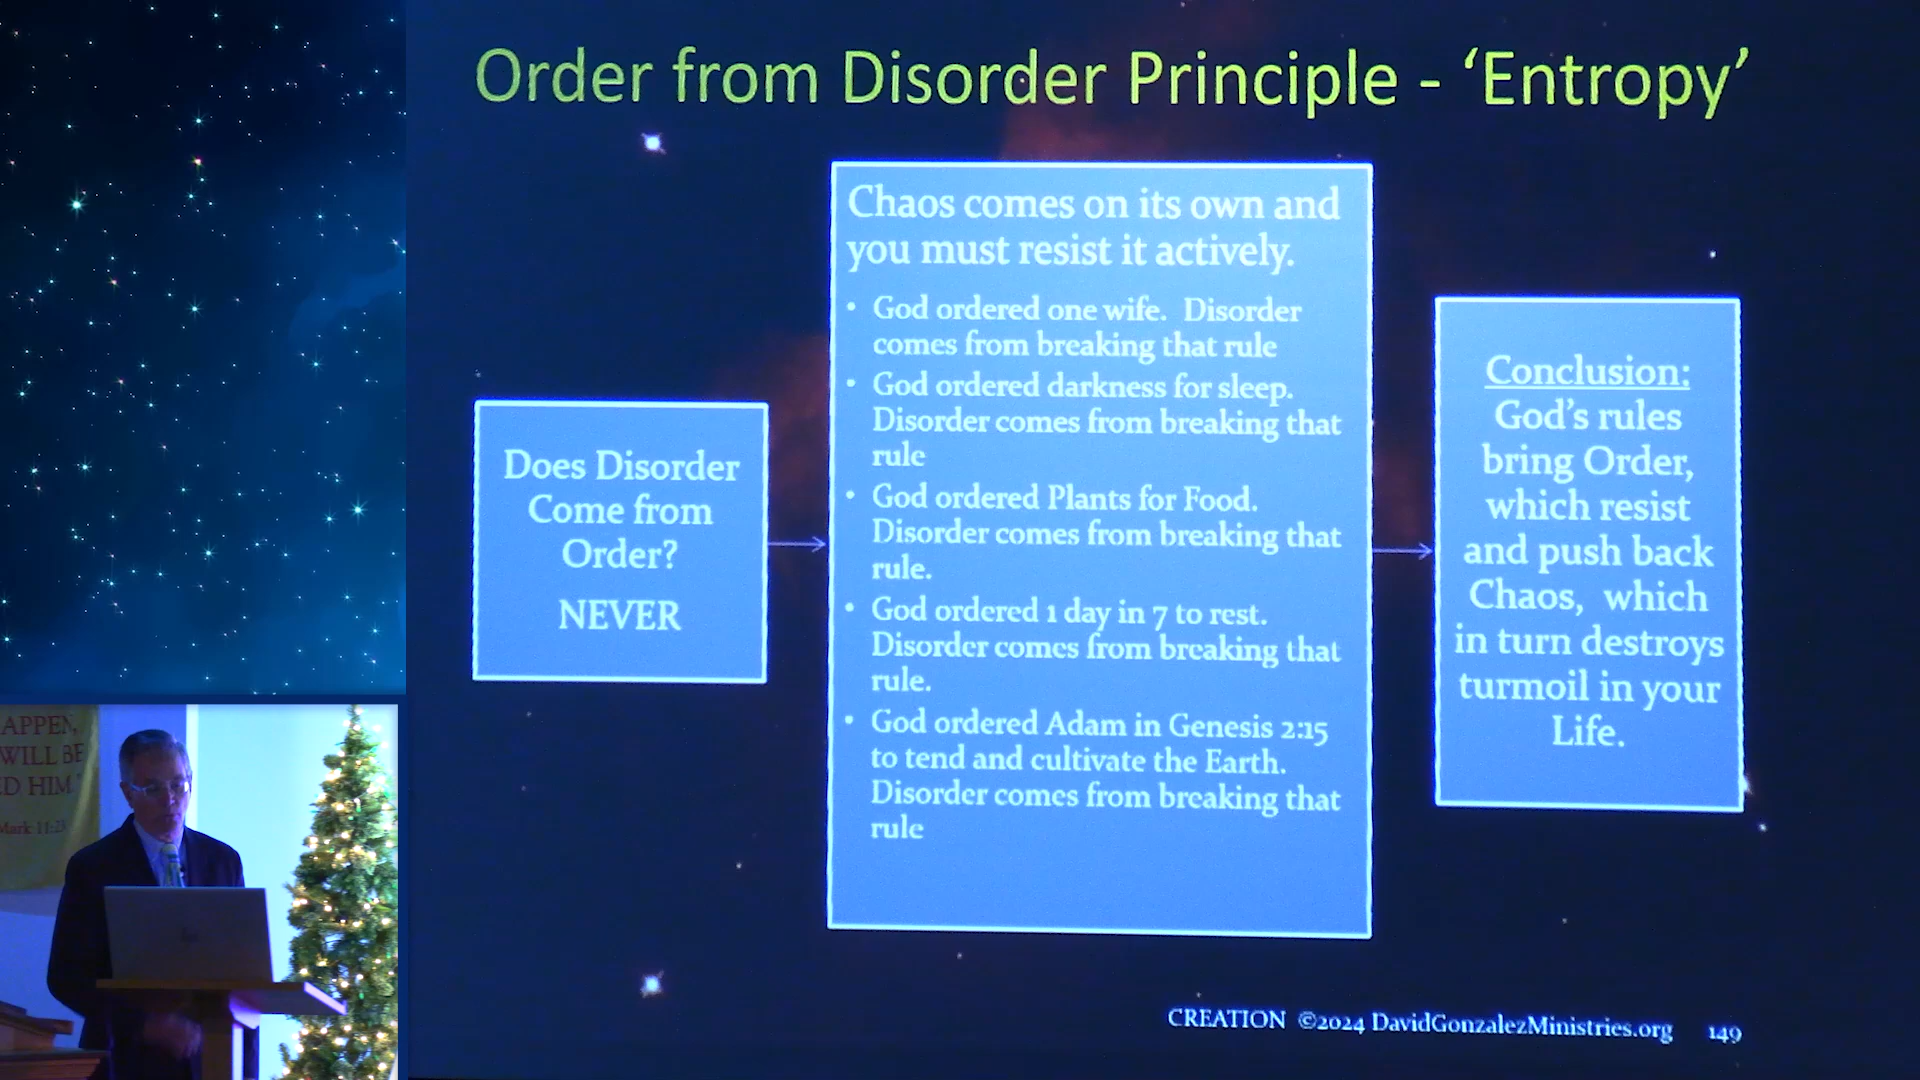 Order from Disorder Principle - ‘Entropy’
Does Disorder
Come from
Order?
NEVER
Chaos comes on its own and
you must resist it actively.
• God ordered one wife.  Disorder
comes from breaking that rule
• God ordered darkness for sleep.
Disorder comes from breaking that
rule
• God ordered Plants for Food.
Disorder comes from breaking that
rule.
• God ordered 1 day in 7 to rest.
Disorder comes from breaking that
rule.
• God ordered Adam in Genesis 2:15
to tend and cultivate the Earth.
Disorder comes from breaking that
rule
Conclusion:
God’s rules
bring Order,
which resist
and push back
Chaos,  which
in turn destroys
turmoil in your
Life.
APPEN,
WILL BE
ED HIM."
Mark 11:23
CREATION ©2024 DavidGonzalezMinistries.org 149